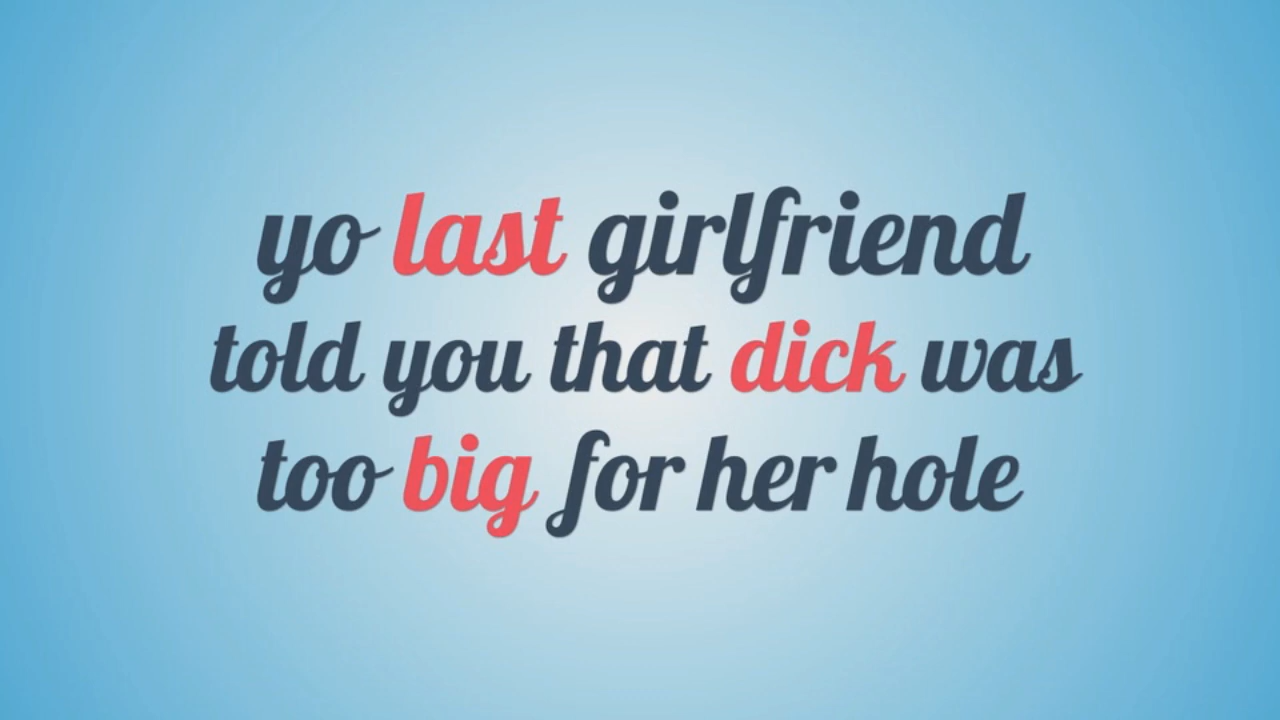 yo last girlfriend
told you that dick was
too big for her hole